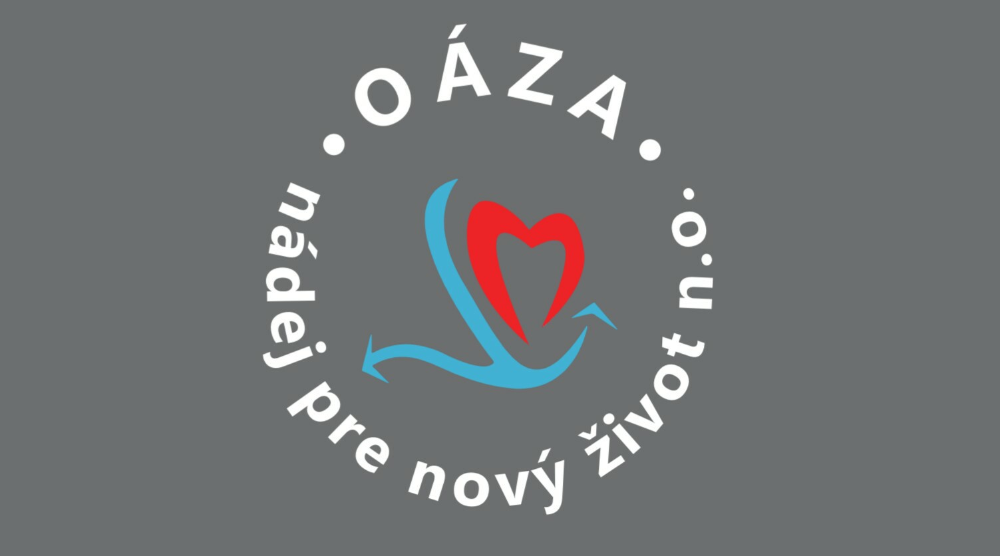 • OÁZA •
nádej pre nový život n.o.